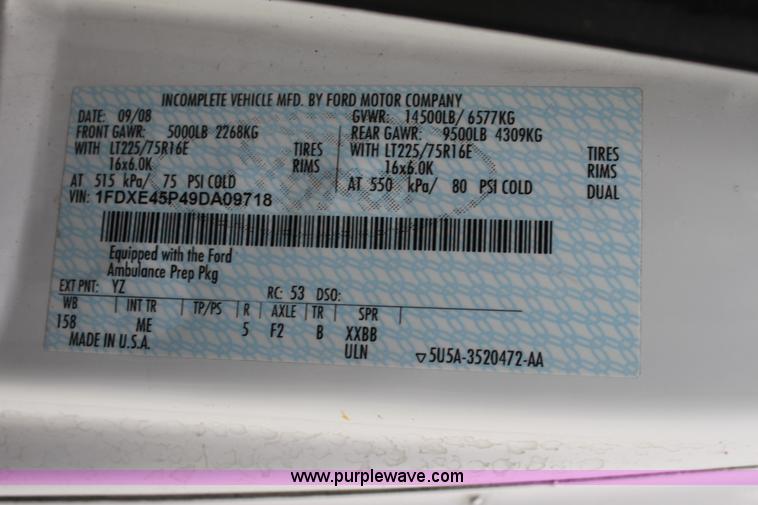 INCOMPLETE VEHICLE MFD. BY FORD MOTOR COMPANY
DATE: 09/08 GVWR: 14500LB/ 6577KG
FRONT GAWR: 5000LB 2268KG REAR GAWR: 9500LB 4309KG
WITH LT225/75R16E TIRES WITH LT225/75R16E TIRES
16x6.0K RIMS 16x6.0K RIMS
AT 515 kPa/ 75 PSI COLD AT 550 kPa/ 80 PSI COLD DUAL
VIN: 1FDXE45P49DA09718
Equipped with the Ford
Ambulance Prep Pkg
EXT PNT: YZ RC: 53 DSO:
WB INT TR TP/PS R AXLE TR SPR
158 ME 5 F2 B XXBB
MADE IN U.S.A. ULN ▽5U5A-3520472-AA
www.purplewave.com